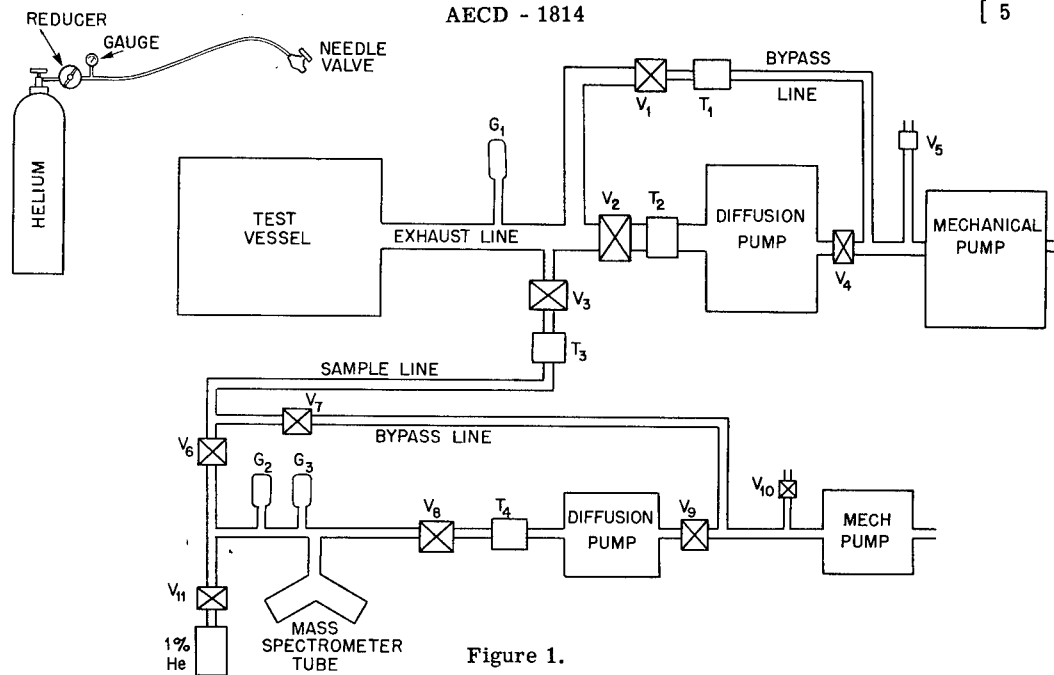 AECD - 1814
[ 5
REDUCER
GAUGE
NEEDLE
VALVE
HELIUM
BYPASS
LINE
V1
T1
G1
V5
TEST
VESSEL
EXHAUST LINE
V2
T2
DIFFUSION
PUMP
V4
MECHANICAL
PUMP
V3
T3
SAMPLE LINE
V7
BYPASS LINE
V6
G2
G3
V8
T4
DIFFUSION
PUMP
V9
V10
MECH
PUMP
V11
1%
He
MASS
SPECTROMETER
TUBE
Figure 1.